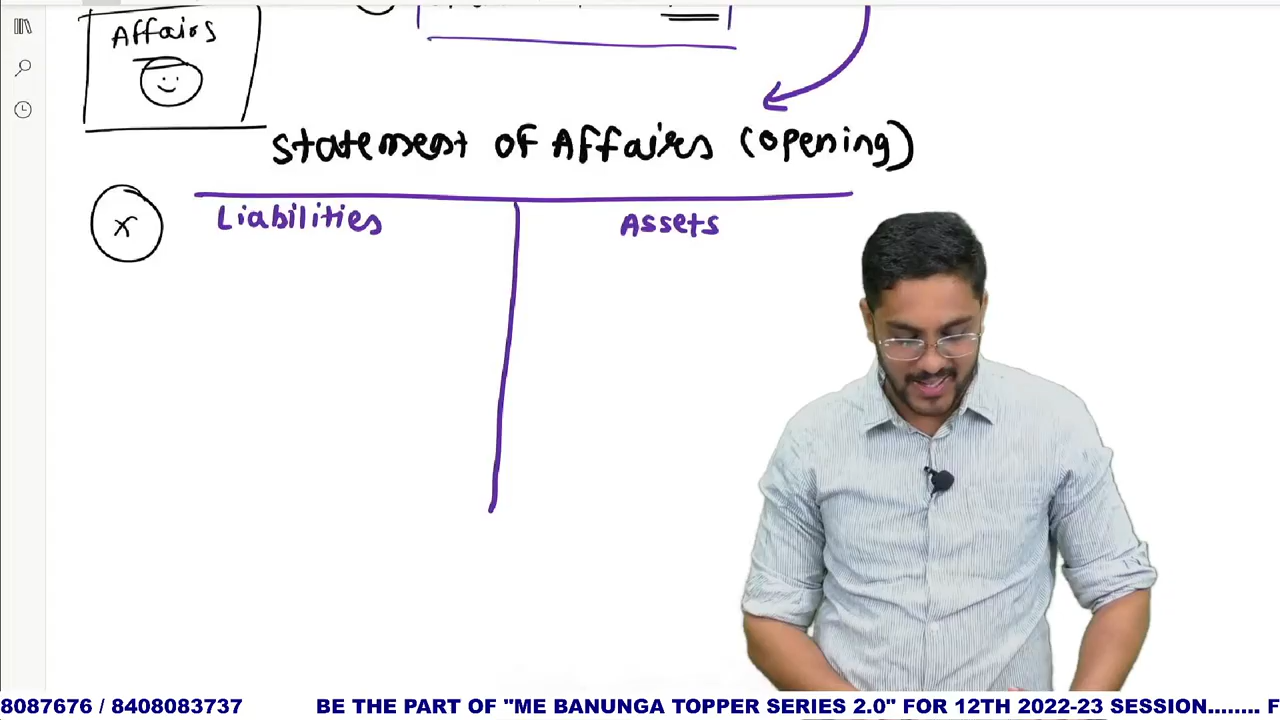 Affairs
Statement of Affairs (opening)
x
Liabilities Assets
8087676 / 8408083737 BE THE PART OF "ME BANUNGA TOPPER SERIES 2.0" FOR 12TH 2022-23 SESSION........ F